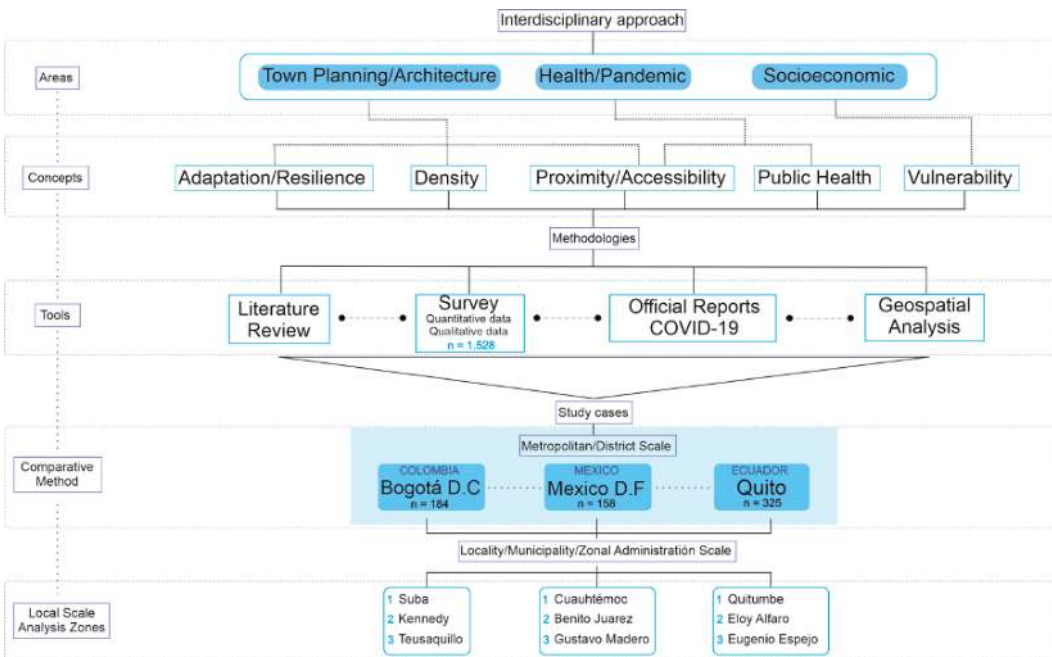 Interdisciplinary approach
Areas
Town Planning/Architecture
Health/Pandemic
Socioeconomic
Concepts
Adaptation/Resilience
Density
Proximity/Accessibility
Public Health
Vulnerability
Methodologies
Tools
Literature
Review
Survey
Quantitative data
Qualitative data
n = 1,528
Official Reports
COVID-19
Geospatial
Analysis
Study cases
Metropolitan/District Scale
Comparative
Method
COLOMBIA
Bogotá D.C
n = 184
MEXICO
Mexico D.F
n = 158
ECUADOR
Quito
n = 325
Locality/Municipality/Zonal Administratión Scale
Local Scale
Analysis Zones
1 Suba
2 Kennedy
3 Teusaquillo
1 Cuauhtémoc
2 Benito Juarez
3 Gustavo Madero
1 Quitumbe
2 Eloy Alfaro
3 Eugenio Espejo